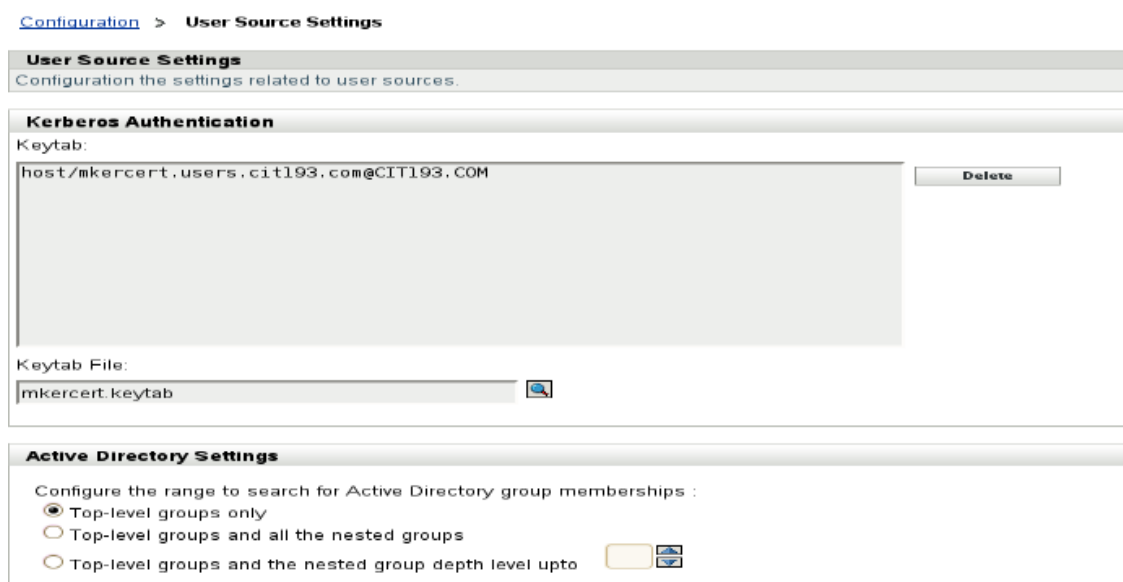 Configuration > User Source Settings
User Source Settings
Configuration the settings related to user sources.
Kerberos Authentication
Keytab:
host/mkercert.users.cit193.com@CIT193.COM
Delete
Keytab File:
mkercert.keytab
Active Directory Settings
Configure the range to search for Active Directory group memberships :
Top-level groups only
Top-level groups and all the nested groups
Top-level groups and the nested group depth level upto